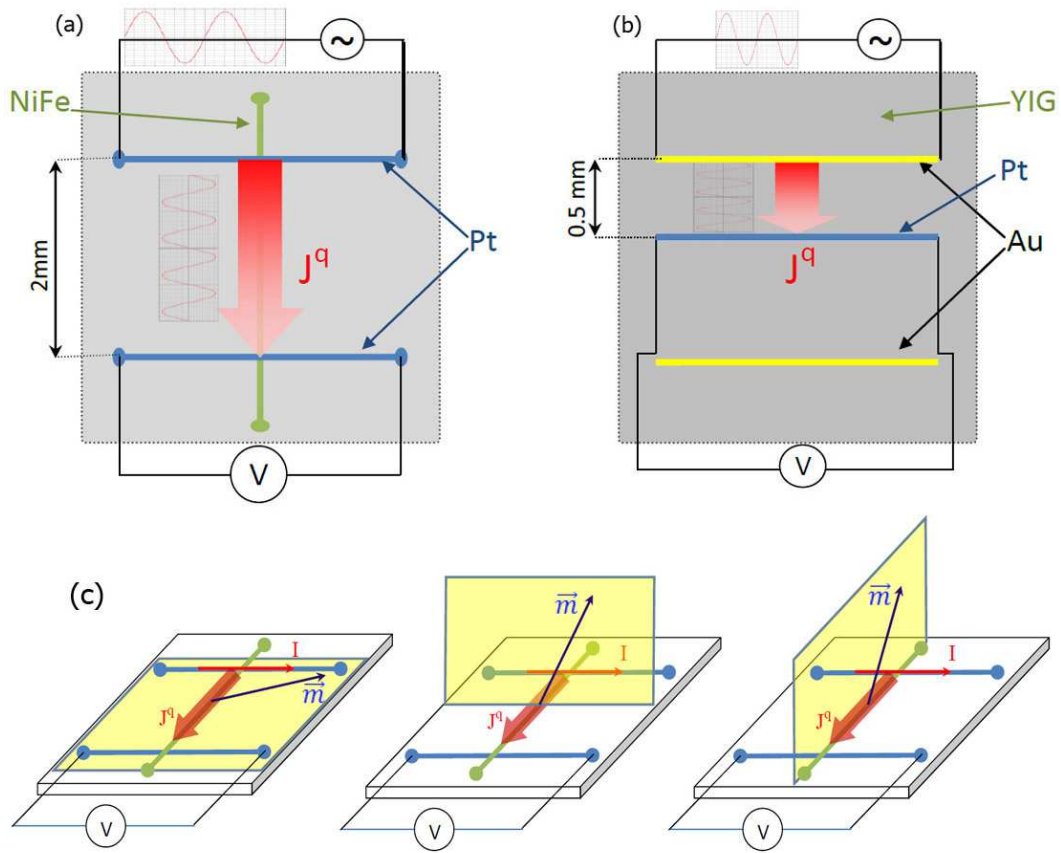 (a)
~
NiFe
2mm
Pt
J^q
V
(b)
~
YIG
0.5 mm
Pt
Au
J^q
V
(c)
I
m⃗
J^q
V
m⃗
I
J^q
V
m⃗
I
J^q
V